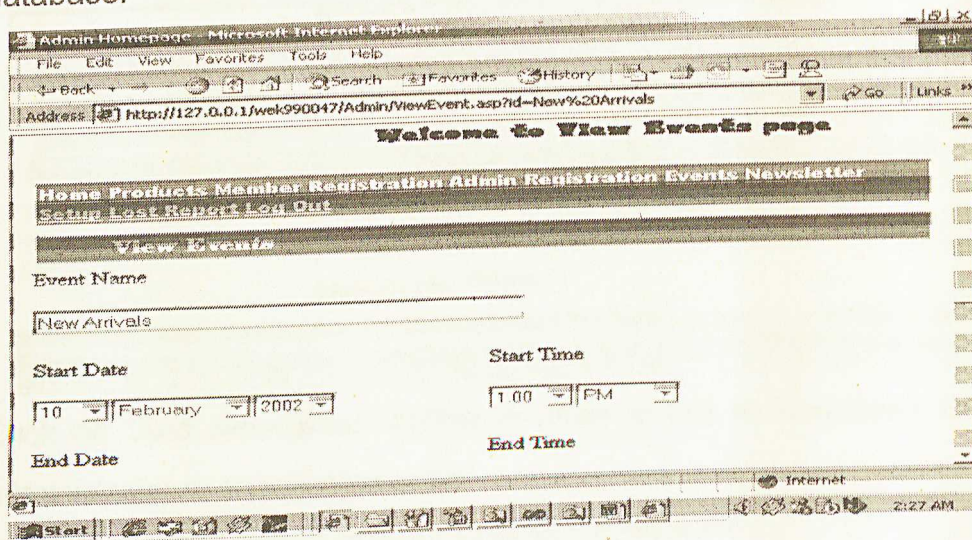 database.
Admin Homepage - Microsoft Internet Explorer
File Edit View Favorites Tools Help
Back Search Favorites History
Address http://127.0.0.1/wek990047/Admin/ViewEvent.asp?id=New%20Arrivals Go Links »
Welcome to View Events page
Home Products Member Registration Admin Registration Events Newsletter
Setup Lost Report Log Out
View Events
Event Name
New Arrivals
Start Date Start Time
10 February 2002 1.00 PM
End Date End Time
Internet
Start 2:27 AM